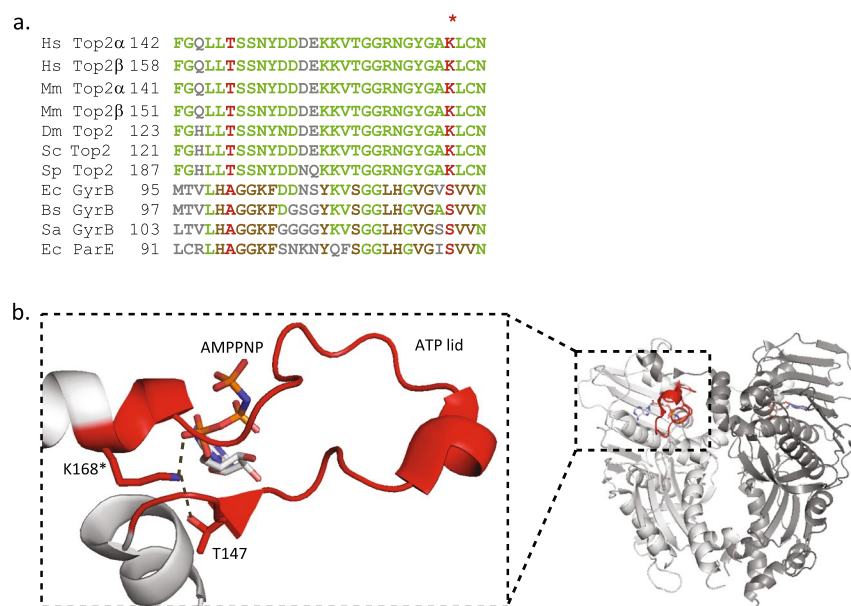 a.
*
Hs Top2α 142 FGQLLTSSNYDDDEKKVTGGRNGYGAKLCN
Hs Top2β 158 FGQLLTSSNYDDDEKKVTGGRNGYGAKLCN
Mm Top2α 141 FGQLLTSSNYDDDEKKVTGGRNGYGAKLCN
Mm Top2β 151 FGQLLTSSNYDDDEKKVTGGRNGYGAKLCN
Dm Top2 123 FGHLLTSSNYNDDEKKVTGGRNGYGAKLCN
Sc Top2 121 FGHLLTSSNYDDDEKKVTGGRNGYGAKLCN
Sp Top2 187 FGHLLTSSNYDDNQKKVTGGRNGYGAKLCN
Ec GyrB 95 MTVLHAGGKFDDNSYKVSGGLHGVGVSVVN
Bs GyrB 97 MTVLHAGGKFDGSGYKVSGGLHGVGASVVN
Sa GyrB 103 LTVLHAGGKFGGGGYKVSGGLHGVGSSVVN
Ec ParE 91 LCRLHAGGKFSNKNYQFSGGLHGVGISVVN
b.
AMPPNP
ATP lid
K168*
T147